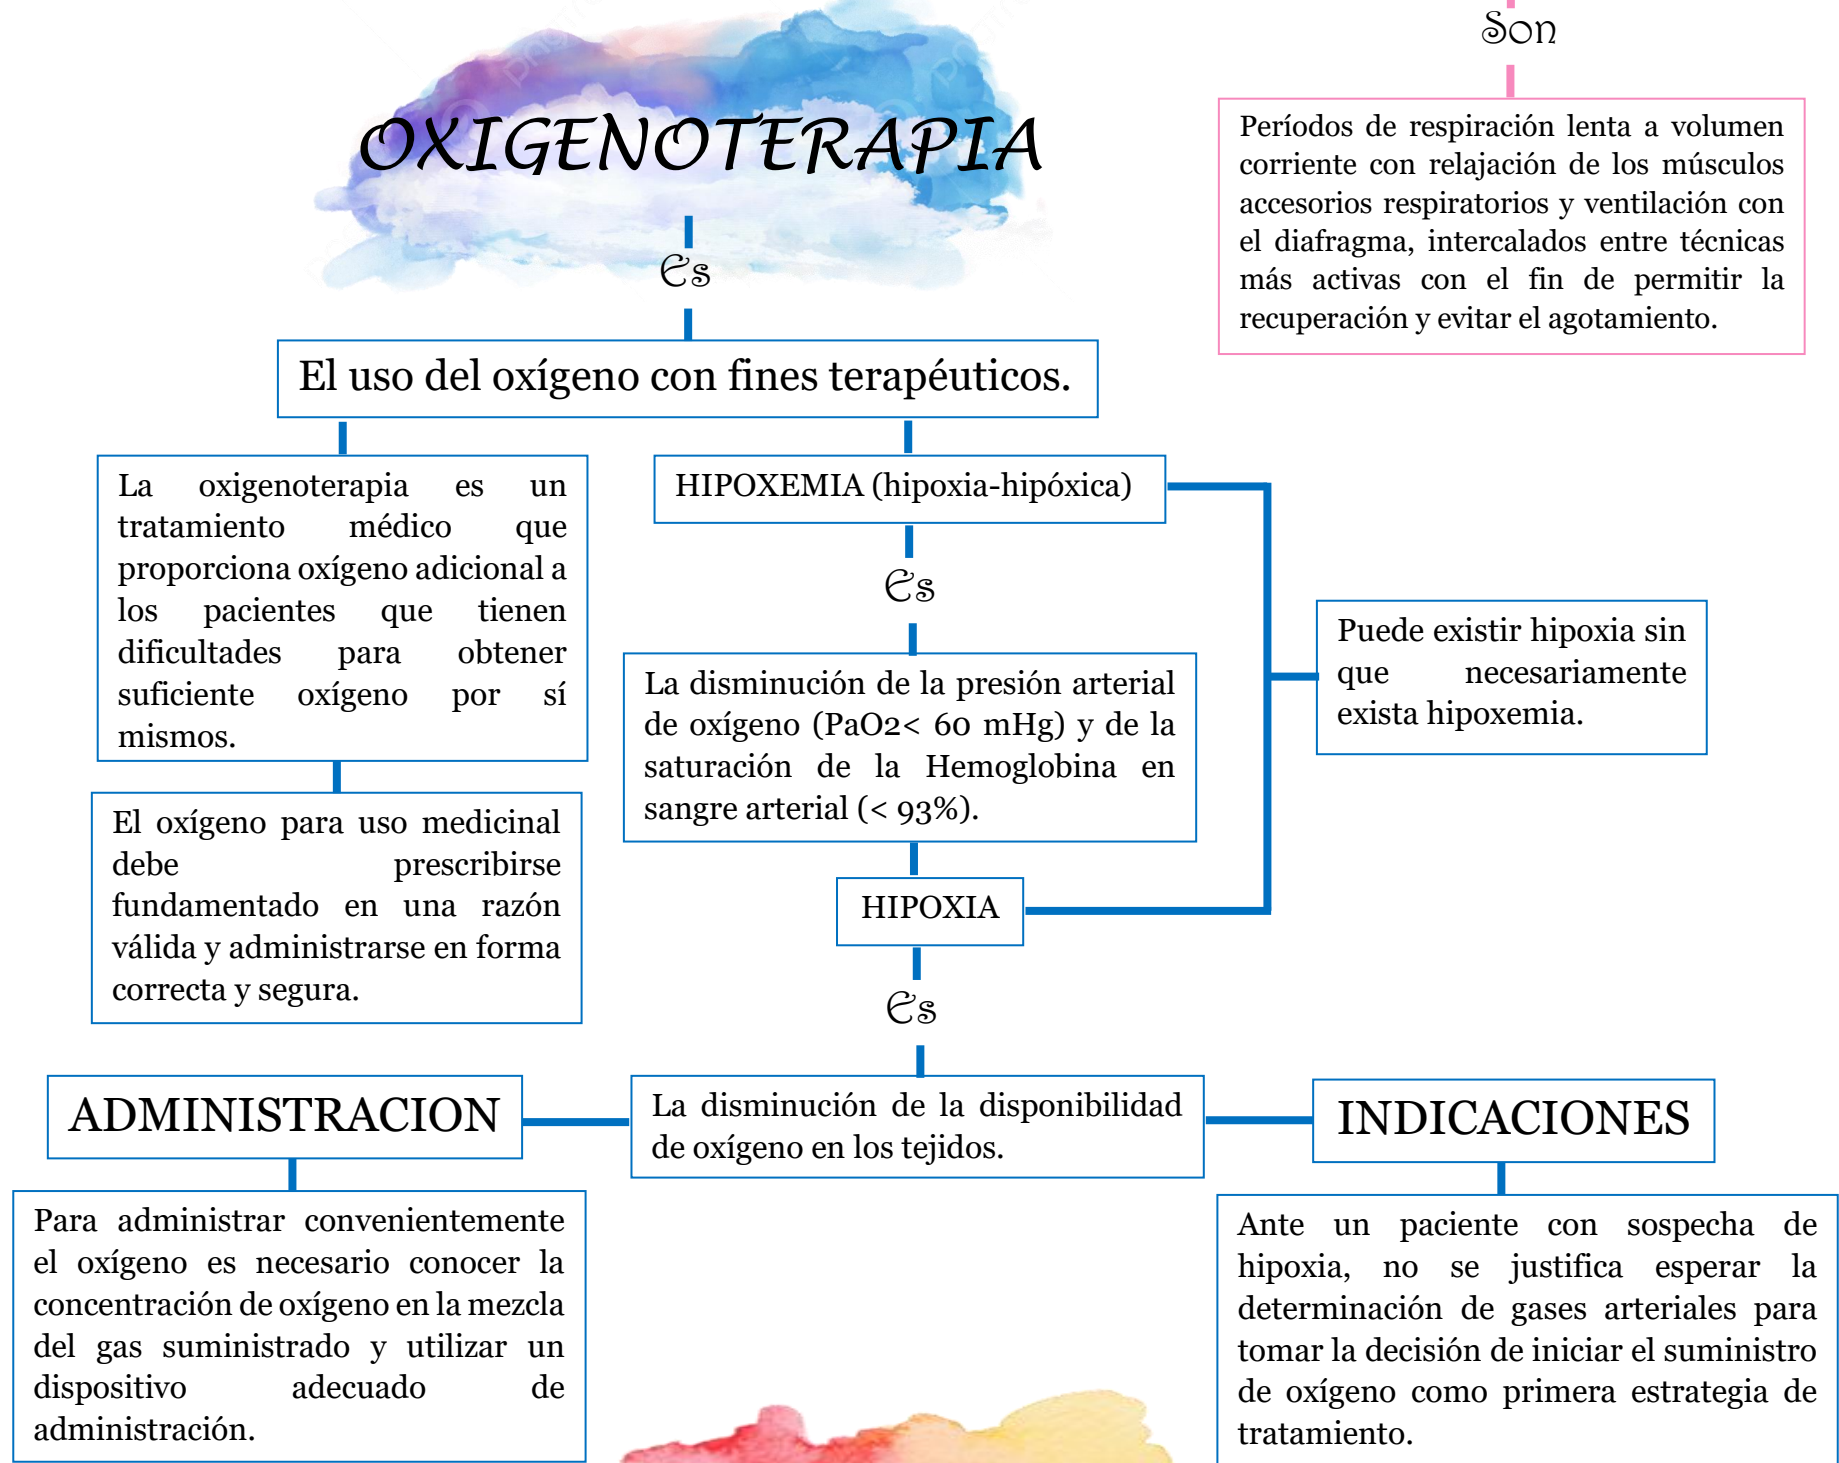 OXIGENOTERAPIA
Es
El uso del oxígeno con fines terapéuticos.
Son
Períodos de respiración lenta a volumen
corriente con relajación de los músculos
accesorios respiratorios y ventilación con
el diafragma, intercalados entre técnicas
más activas con el fin de permitir la
recuperación y evitar el agotamiento.
La oxigenoterapia es un
tratamiento médico que
proporciona oxígeno adicional a
los pacientes que tienen
dificultades para obtener
suficiente oxígeno por sí
mismos.
El oxígeno para uso medicinal
debe prescribirse
fundamentado en una razón
válida y administrarse en forma
correcta y segura.
HIPOXEMIA (hipoxia-hipóxica)
Es
La disminución de la presión arterial
de oxígeno (PaO2< 60 mHg) y de la
saturación de la Hemoglobina en
sangre arterial (< 93%).
HIPOXIA
Es
Puede existir hipoxia sin
que necesariamente
exista hipoxemia.
La disminución de la disponibilidad
de oxígeno en los tejidos.
ADMINISTRACION
Para administrar convenientemente
el oxígeno es necesario conocer la
concentración de oxígeno en la mezcla
del gas suministrado y utilizar un
dispositivo adecuado de
administración.
INDICACIONES
Ante un paciente con sospecha de
hipoxia, no se justifica esperar la
determinación de gases arteriales para
tomar la decisión de iniciar el suministro
de oxígeno como primera estrategia de
tratamiento.